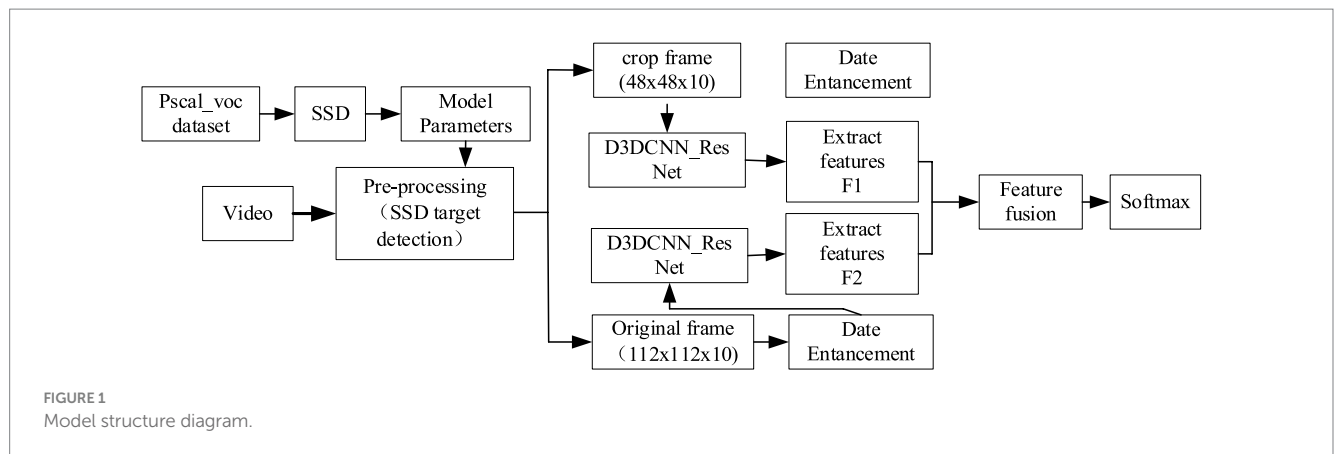 crop frame
(48x48x10)
Date
Entancement
Pscal_voc
dataset
SSD
Model
Parameters
D3DCNN_Res
Net
Extract
features
F1
Video
Pre-processing
（SSD target
detection）
Feature
fusion
Softmax
D3DCNN_Res
Net
Extract
features
F2
Original frame
（112x112x10)
Date
Entancement
FIGURE 1
Model structure diagram.